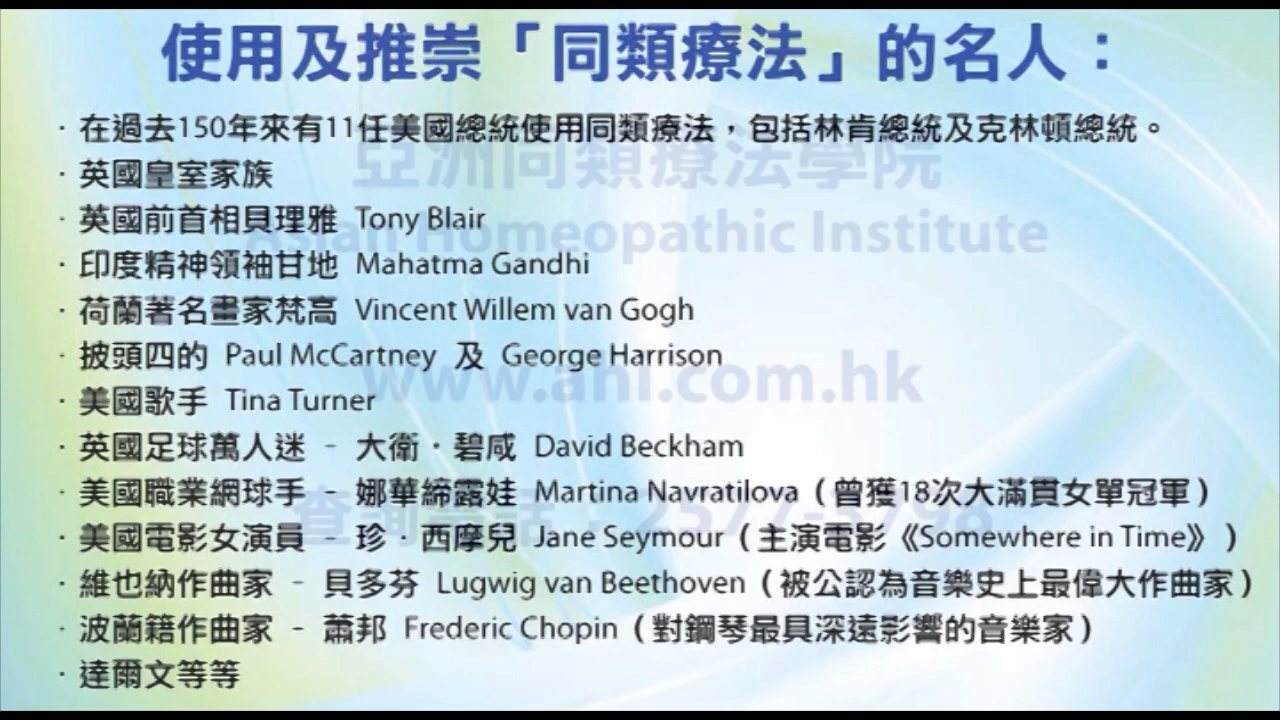 使用及推崇「同類療法」的名人：
· 在過去150年來有11任美國總統使用同類療法，包括林肯總統及克林頓總統。
亞洲同類療法學院
· 英國皇室家族
· 英國前首相貝理雅 Tony Blair
Asian Homeopathic Institute
· 印度精神領袖甘地 Mahatma Gandhi
· 荷蘭著名畫家梵高 Vincent Willem van Gogh
· 披頭四的 Paul McCartney 及 George Harrison
www.ahi.com.hk
· 美國歌手 Tina Turner
· 英國足球萬人迷 – 大衛·碧咸 David Beckham
· 美國職業網球手 – 娜華締露娃 Martina Navratilova（曾獲18次大滿貫女單冠軍）
· 美國電影女演員 – 珍·西摩兒 Jane Seymour（主演電影《Somewhere in Time》）
· 維也納作曲家 – 貝多芬 Lugwig van Beethoven（被公認為音樂史上最偉大作曲家）
· 波蘭籍作曲家 – 蕭邦 Frederic Chopin（對鋼琴最具深遠影響的音樂家）
· 達爾文等等